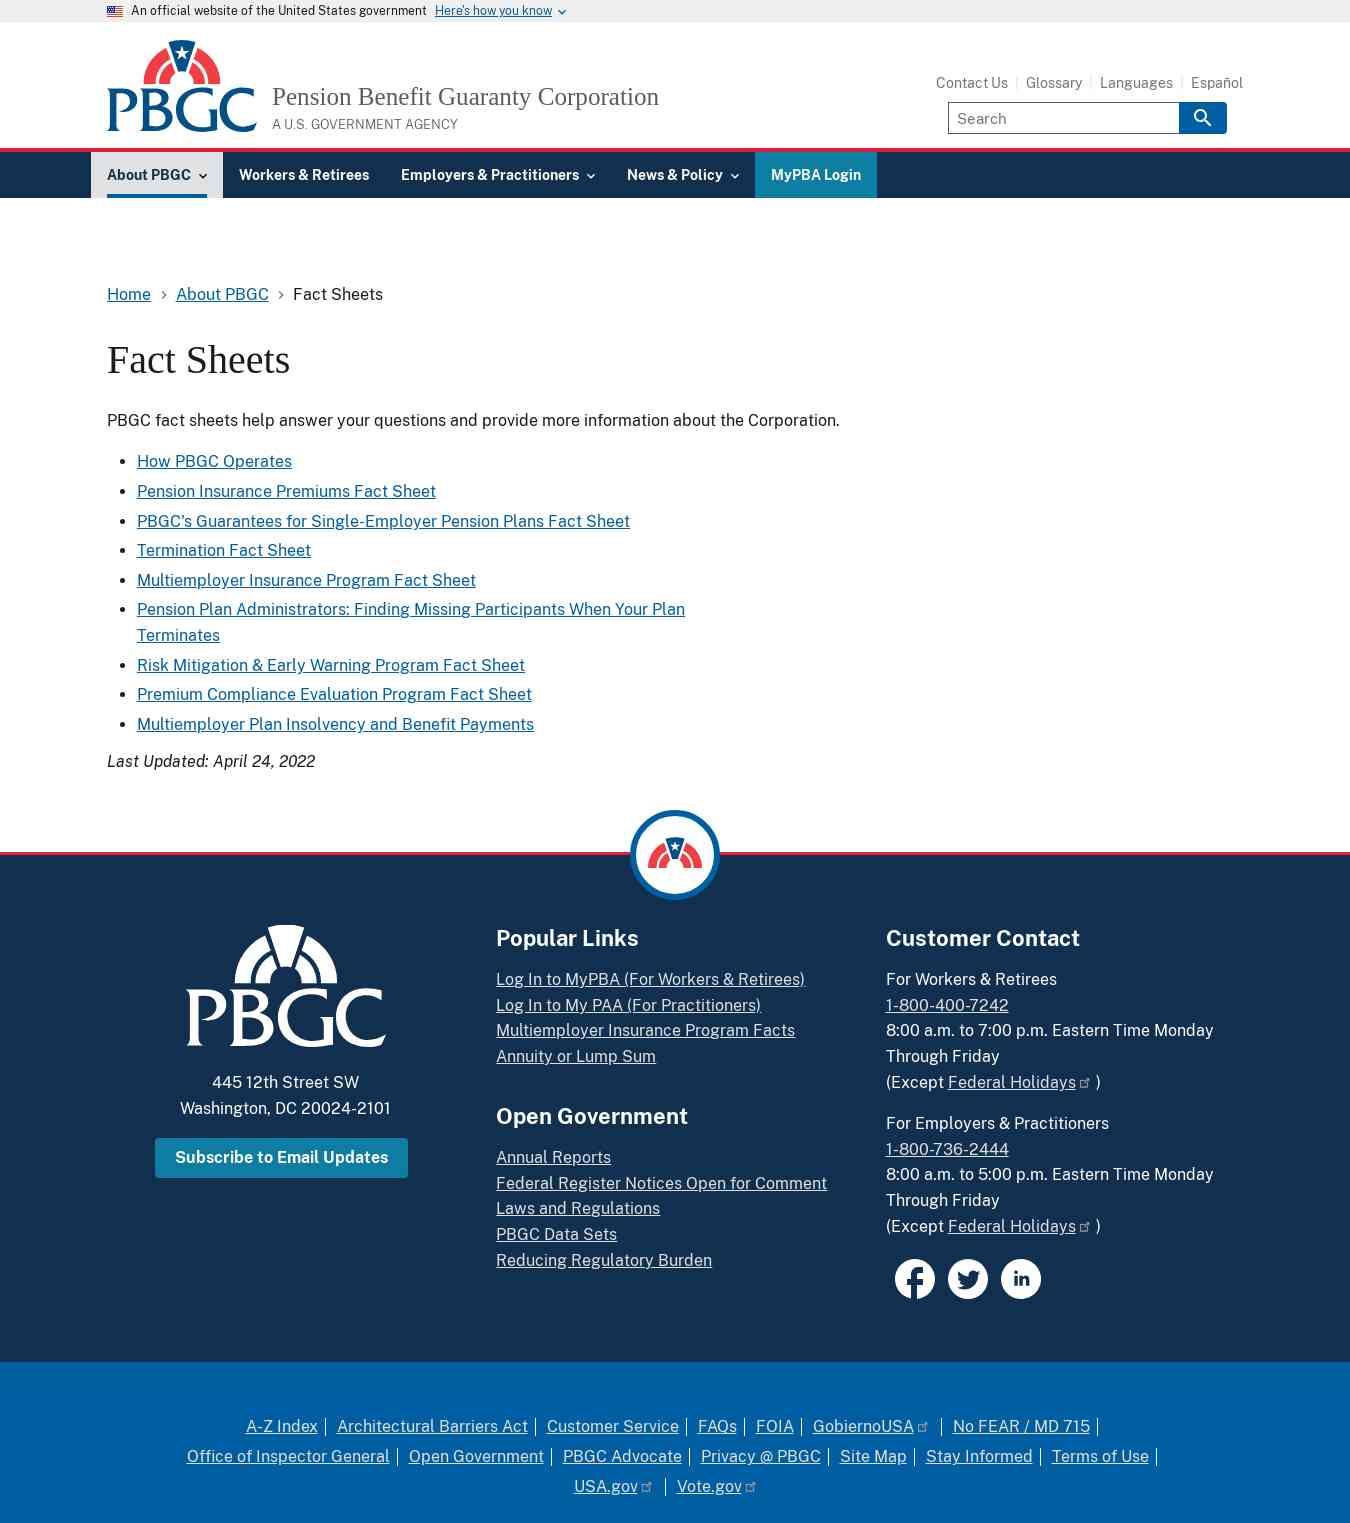 An official website of the United States government Here's how you know
PBGC
Pension Benefit Guaranty Corporation
A U.S. GOVERNMENT AGENCY
Contact Us Glossary Languages Español
Search
About PBGC Workers & Retirees Employers & Practitioners News & Policy MyPBA Login
Home About PBGC Fact Sheets
Fact Sheets
PBGC fact sheets help answer your questions and provide more information about the Corporation.
How PBGC Operates
Pension Insurance Premiums Fact Sheet
PBGC's Guarantees for Single-Employer Pension Plans Fact Sheet
Termination Fact Sheet
Multiemployer Insurance Program Fact Sheet
Pension Plan Administrators: Finding Missing Participants When Your Plan
Terminates
Risk Mitigation & Early Warning Program Fact Sheet
Premium Compliance Evaluation Program Fact Sheet
Multiemployer Plan Insolvency and Benefit Payments
Last Updated: April 24, 2022
PBGC
445 12th Street SW
Washington, DC 20024-2101
Subscribe to Email Updates
Popular Links
Log In to MyPBA (For Workers & Retirees)
Log In to My PAA (For Practitioners)
Multiemployer Insurance Program Facts
Annuity or Lump Sum
Open Government
Annual Reports
Federal Register Notices Open for Comment
Laws and Regulations
PBGC Data Sets
Reducing Regulatory Burden
Customer Contact
For Workers & Retirees
1-800-400-7242
8:00 a.m. to 7:00 p.m. Eastern Time Monday
Through Friday
(Except Federal Holidays )
For Employers & Practitioners
1-800-736-2444
8:00 a.m. to 5:00 p.m. Eastern Time Monday
Through Friday
(Except Federal Holidays )
in
A-Z Index Architectural Barriers Act Customer Service FAQs FOIA GobiernoUSA No FEAR / MD 715
Office of Inspector General Open Government PBGC Advocate Privacy @ PBGC Site Map Stay Informed Terms of Use
USA.gov Vote.gov